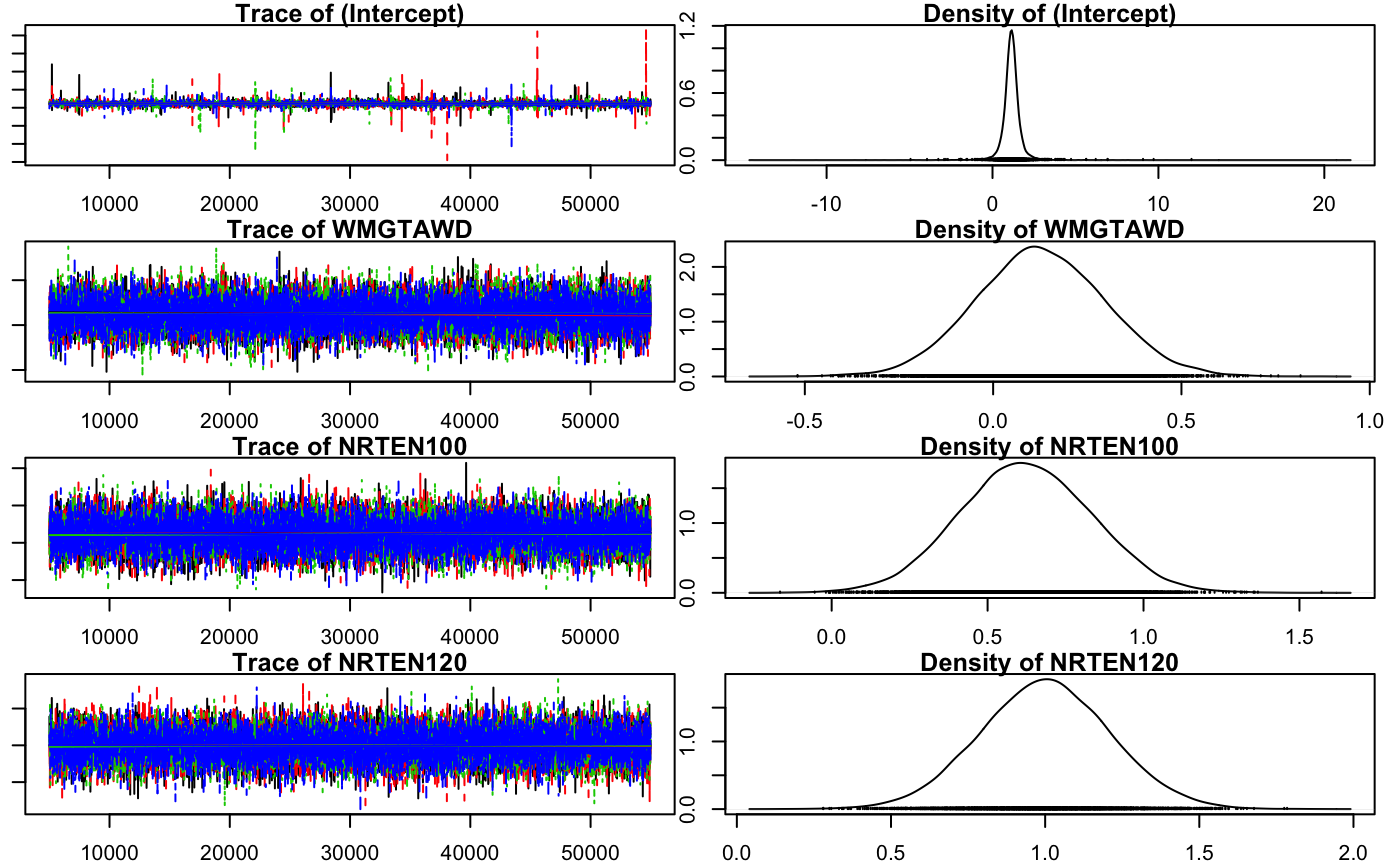 Trace of (Intercept)
Density of (Intercept)
0.0 0.6 1.2
10000 20000 30000 40000 50000
-10 0 10 20
Trace of WMGTAWD
Density of WMGTAWD
0.0 1.0 2.0
10000 20000 30000 40000 50000
-0.5 0.0 0.5 1.0
Trace of NRTEN100
Density of NRTEN100
0.0 1.0
10000 20000 30000 40000 50000
0.0 0.5 1.0 1.5
Trace of NRTEN120
Density of NRTEN120
0.0 1.0
10000 20000 30000 40000 50000
0.0 0.5 1.0 1.5 2.0